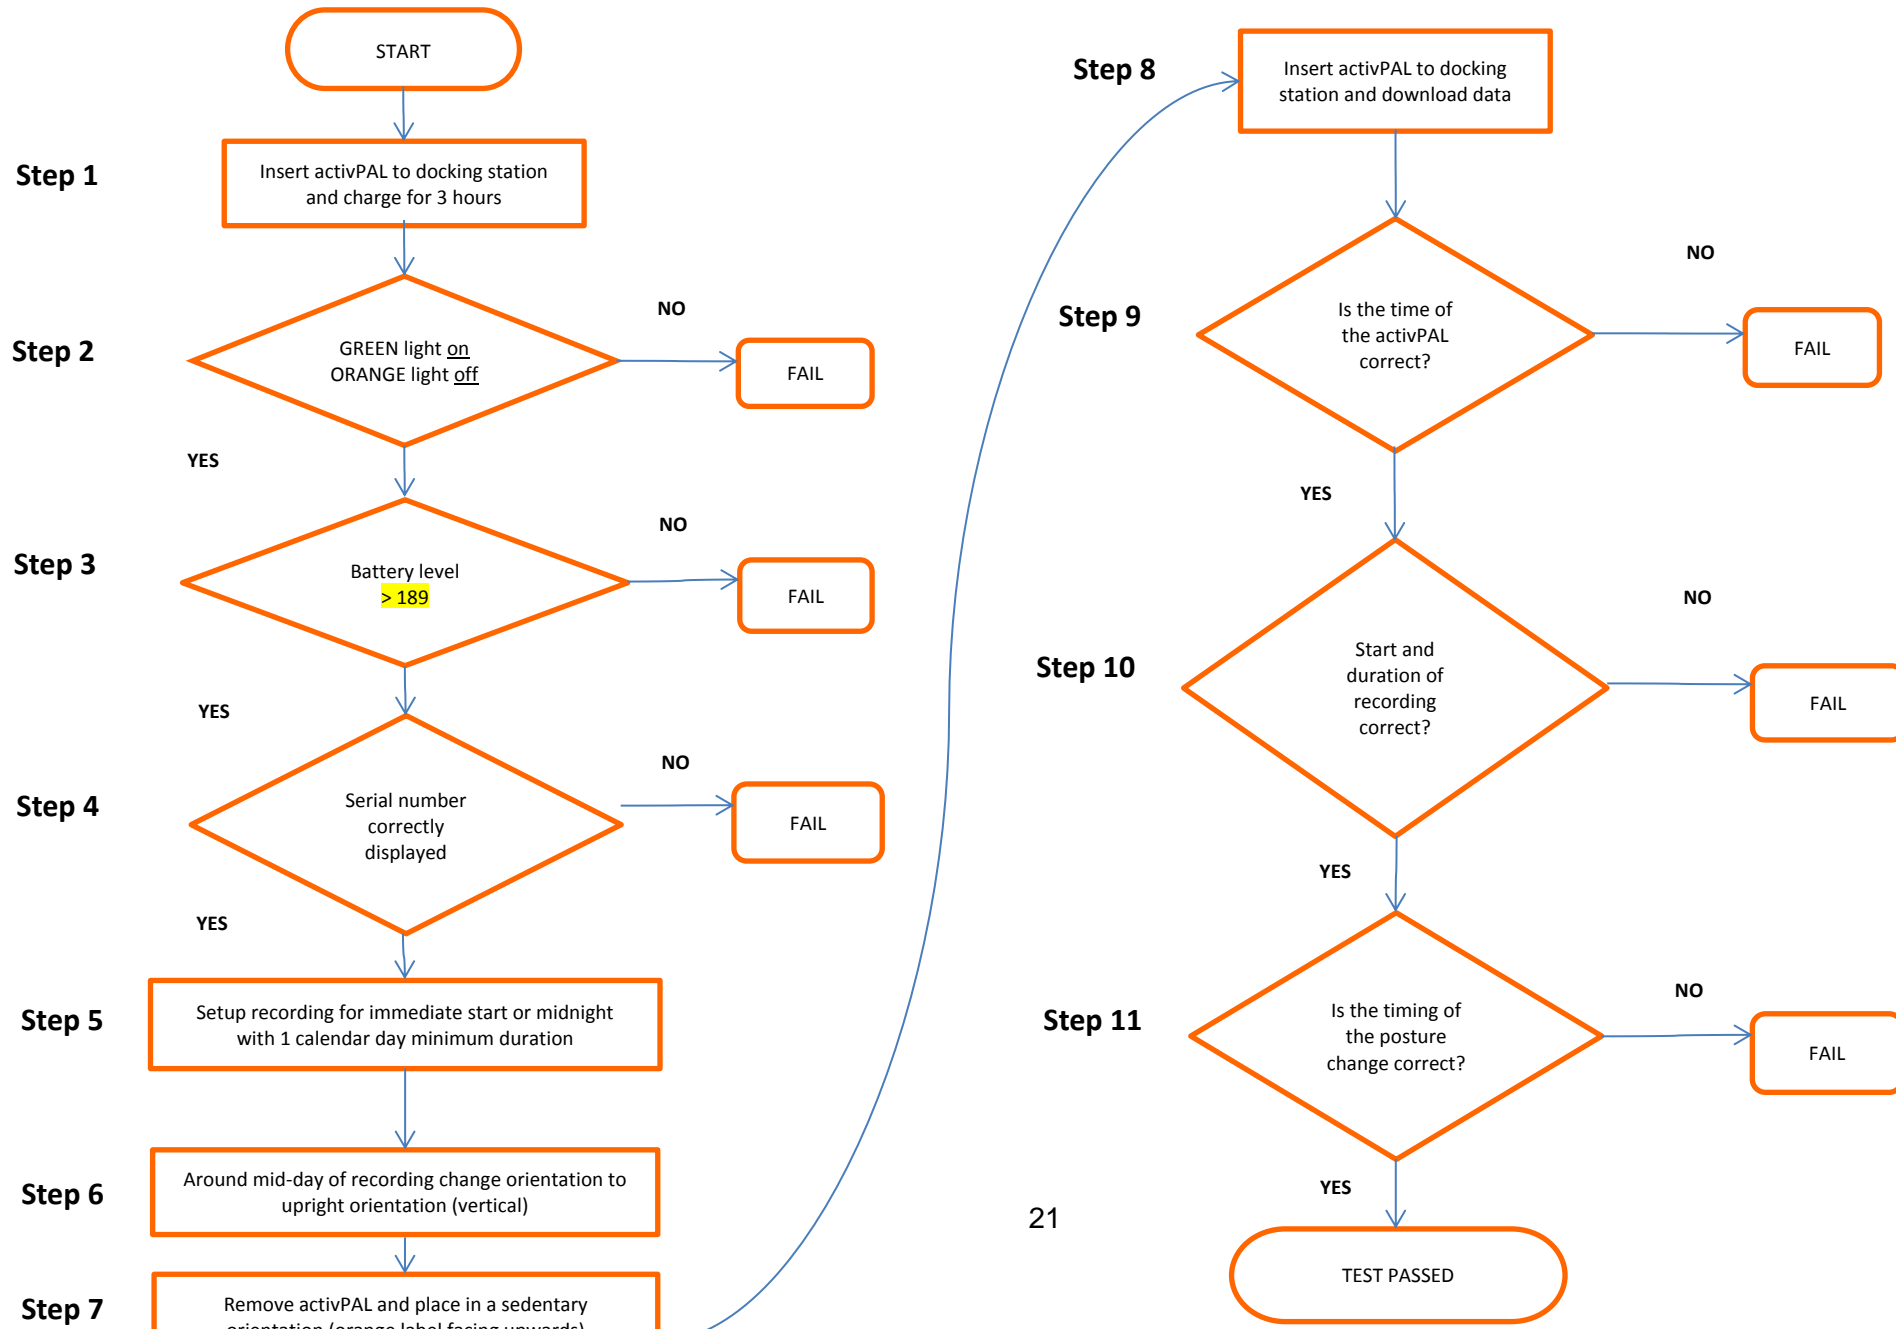 START
Step 1
Insert activPAL to docking station
and charge for 3 hours
Step 2
GREEN light on
ORANGE light off
NO
FAIL
YES
Step 3
Battery level
> 189
NO
FAIL
YES
Step 4
Serial number
correctly
displayed
NO
FAIL
YES
Step 5
Setup recording for immediate start or midnight
with 1 calendar day minimum duration
Step 6
Around mid-day of recording change orientation to
upright orientation (vertical)
Step 7
Remove activPAL and place in a sedentary
orientation (orange label facing upwards)
Step 8
Insert activPAL to docking
station and download data
Step 9
Is the time of
the activPAL
correct?
NO
FAIL
YES
Step 10
Start and
duration of
recording
correct?
NO
FAIL
YES
Step 11
Is the timing of
the posture
change correct?
NO
FAIL
YES
TEST PASSED
21